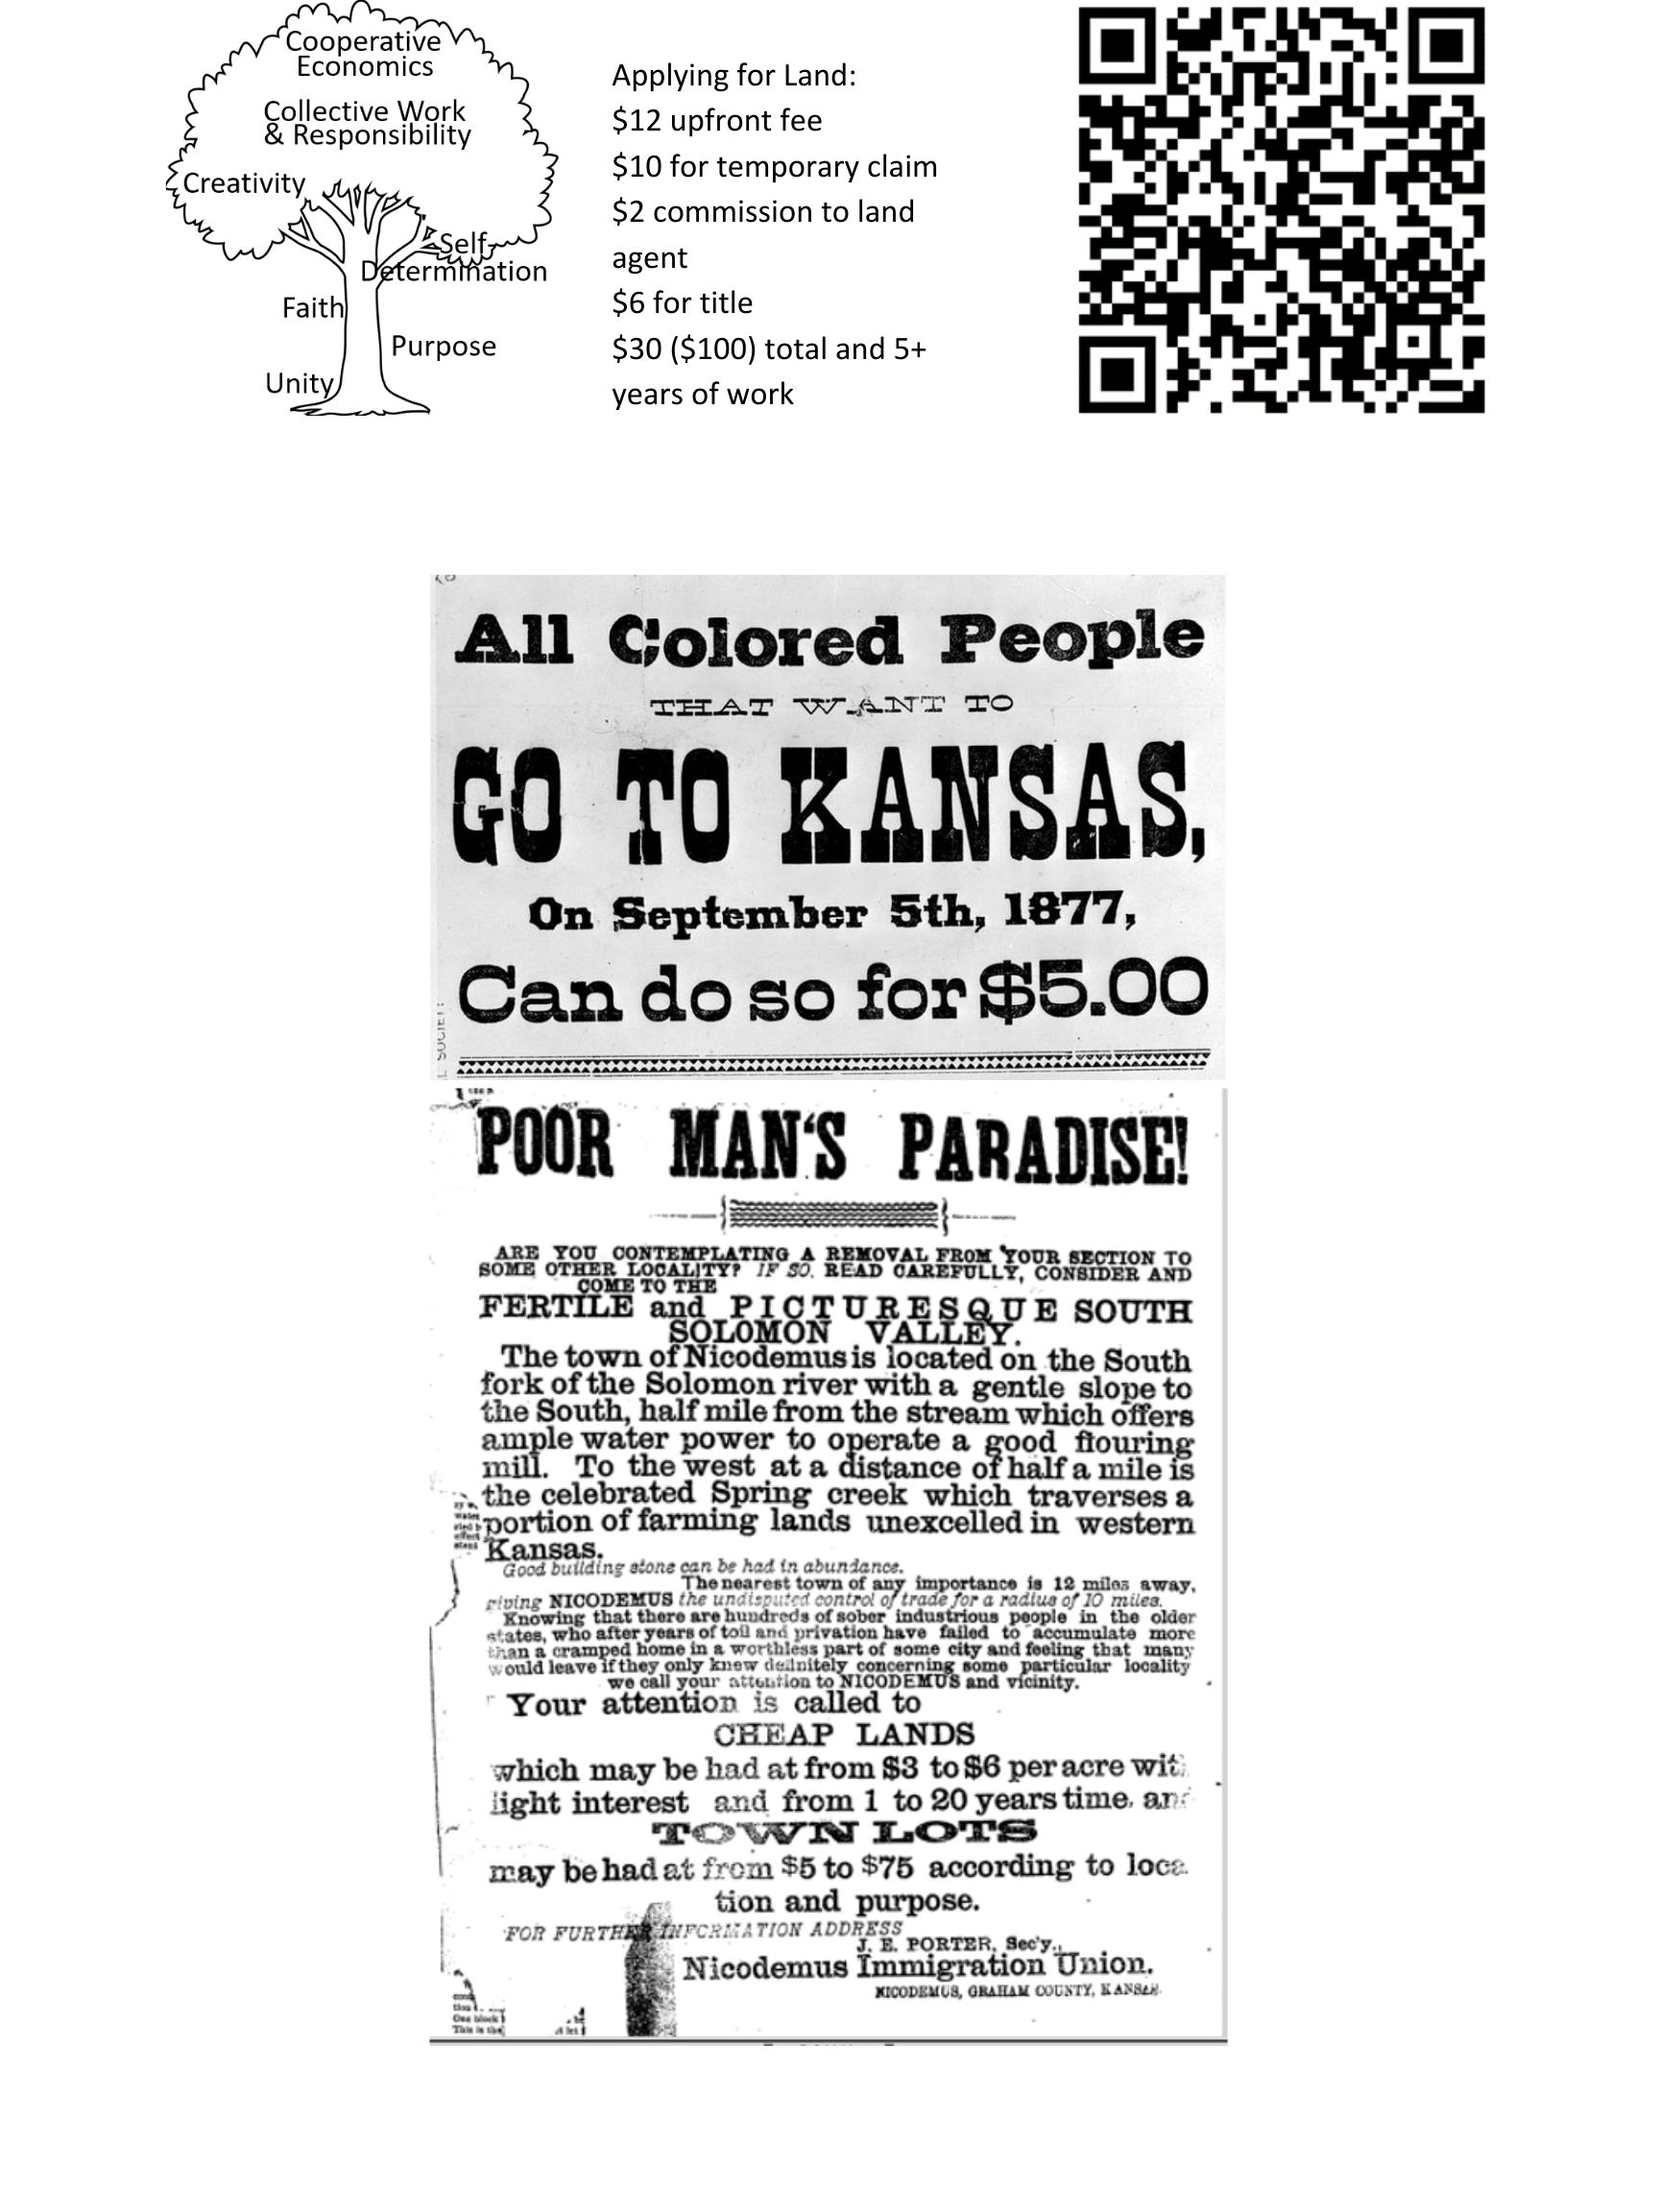 Cooperative
Economics
Collective Work
& Responsibility
Creativity
Self-
Determination
Faith
Purpose
Unity
Applying for Land:
$12 upfront fee
$10 for temporary claim
$2 commission to land
agent
$6 for title
$30 ($100) total and 5+
years of work
All Colored People
THAT WANT TO
GO TO KANSAS,
On September 5th, 1877,
Can do so for $5.00
POOR MAN'S PARADISE!
ARE YOU CONTEMPLATING A REMOVAL FROM YOUR SECTION TO
SOME OTHER LOCALITY? IF SO, READ CAREFULLY, CONSIDER AND
COME TO THE
FERTILE and PICTURESQUE SOUTH
SOLOMON VALLEY.
The town of Nicodemus is located on the South
fork of the Solomon river with a gentle slope to
the South, half mile from the stream which offers
ample water power to operate a good flouring
mill. To the west at a distance of half a mile is
the celebrated Spring creek which traverses a
portion of farming lands unexcelled in western
Kansas.
Good building stone can be had in abundance.
The nearest town of any importance is 12 miles away,
giving NICODEMUS the undisputed control of trade for a radius of 10 miles.
Knowing that there are hundreds of sober industrious people in the older
states, who after years of toil and privation have failed to accumulate more
than a cramped home in a worthless part of some city and feeling that many
would leave if they only knew definitely concerning some particular locality
we call your attention to NICODEMUS and vicinity.
Your attention is called to
CHEAP LANDS
which may be had at from $3 to $6 per acre wit
light interest and from 1 to 20 years time, an
TOWN LOTS
may be had at from $5 to $75 according to loca
tion and purpose.
FOR FURTHER INFORMATION ADDRESS
J. E. PORTER, Sec'y.,
Nicodemus Immigration Union.
NICODEMUS, GRAHAM COUNTY, KANSAS.
One block
This is the